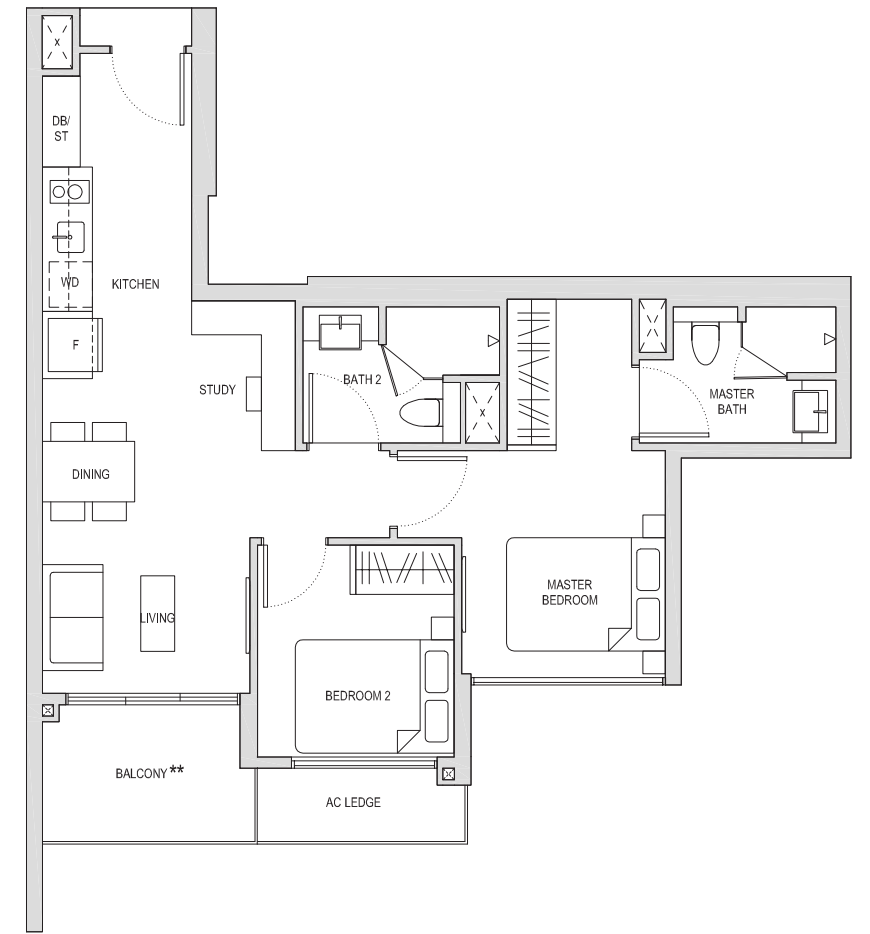 DB/
ST
WD
KITCHEN
F
STUDY
BATH 2
MASTER
BATH
DINING
MASTER
BEDROOM
LIVING
BEDROOM 2
BALCONY **
AC LEDGE